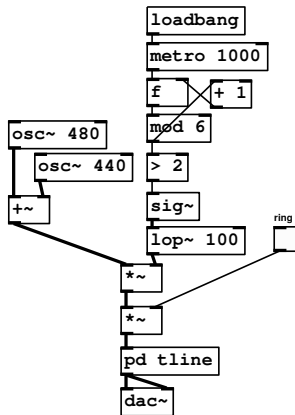 loadbang
metro 1000
f
+ 1
mod 6
osc~ 480
osc~ 440
> 2
+~
sig~
lop~ 100
ring
*~
*~
pd tline
dac~